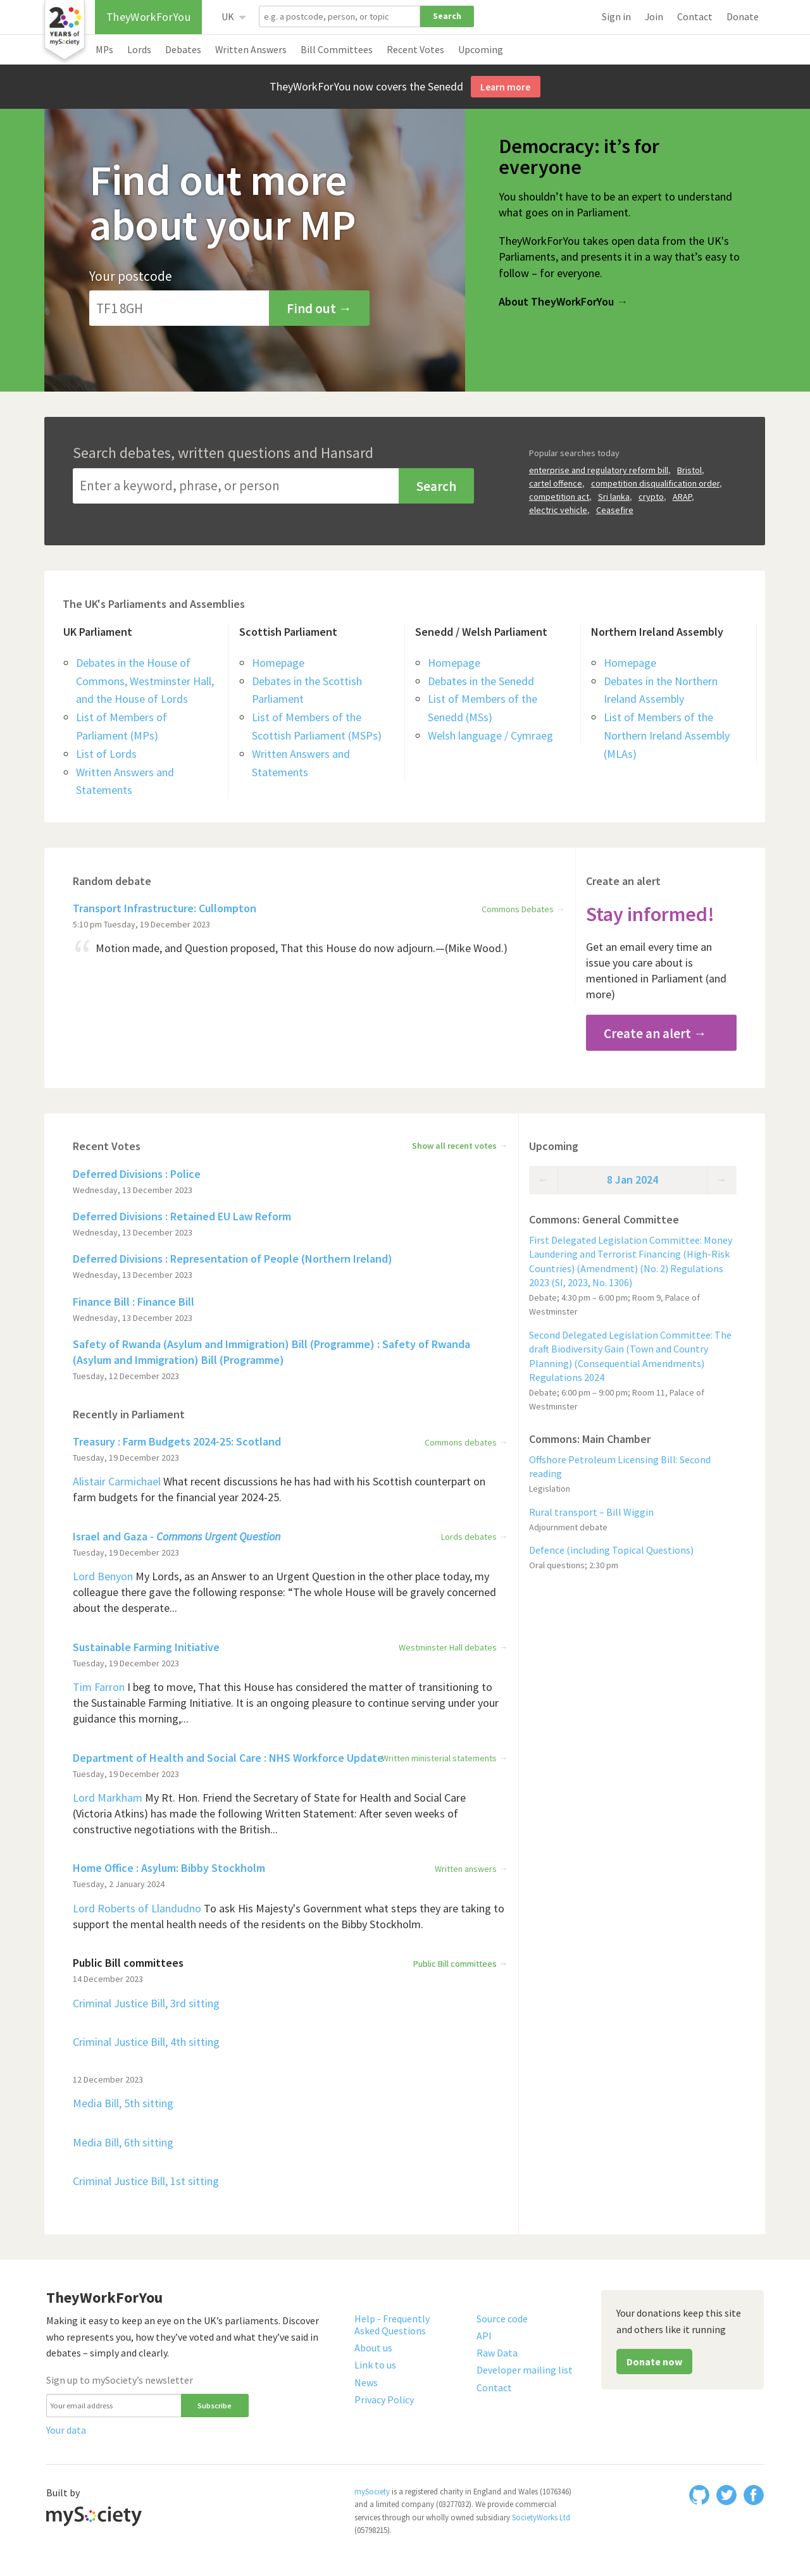 20
YEARS of
mySociety
TheyWorkForYou
UK
e.g. a postcode, person, or topic
Search
Sign in
Join
Contact
Donate
MPs
Lords
Debates
Written Answers
Bill Committees
Recent Votes
Upcoming
TheyWorkForYou now covers the Senedd
Learn more
Find out more
about your MP
Your postcode
TF1 8GH
Find out →
Democracy: it’s for
everyone
You shouldn’t have to be an expert to understand
what goes on in Parliament.
TheyWorkForYou takes open data from the UK's
Parliaments, and presents it in a way that’s easy to
follow – for everyone.
About TheyWorkForYou →
Search debates, written questions and Hansard
Enter a keyword, phrase, or person
Search
Popular searches today
enterprise and regulatory reform bill, Bristol,
cartel offence, competition disqualification order,
competition act, Sri lanka, crypto, ARAP,
electric vehicle, Ceasefire
The UK's Parliaments and Assemblies
UK Parliament
Debates in the House of
Commons, Westminster Hall,
and the House of Lords
List of Members of
Parliament (MPs)
List of Lords
Written Answers and
Statements
Scottish Parliament
Homepage
Debates in the Scottish
Parliament
List of Members of the
Scottish Parliament (MSPs)
Written Answers and
Statements
Senedd / Welsh Parliament
Homepage
Debates in the Senedd
List of Members of the
Senedd (MSs)
Welsh language / Cymraeg
Northern Ireland Assembly
Homepage
Debates in the Northern
Ireland Assembly
List of Members of the
Northern Ireland Assembly
(MLAs)
Random debate
Transport Infrastructure: Cullompton
Commons Debates →
5:10 pm Tuesday, 19 December 2023
“ Motion made, and Question proposed, That this House do now adjourn.—(Mike Wood.)
Create an alert
Stay informed!
Get an email every time an
issue you care about is
mentioned in Parliament (and
more)
Create an alert →
Recent Votes
Show all recent votes →
Deferred Divisions : Police
Wednesday, 13 December 2023
Deferred Divisions : Retained EU Law Reform
Wednesday, 13 December 2023
Deferred Divisions : Representation of People (Northern Ireland)
Wednesday, 13 December 2023
Finance Bill : Finance Bill
Wednesday, 13 December 2023
Safety of Rwanda (Asylum and Immigration) Bill (Programme) : Safety of Rwanda
(Asylum and Immigration) Bill (Programme)
Tuesday, 12 December 2023
Recently in Parliament
Treasury : Farm Budgets 2024-25: Scotland
Commons debates →
Tuesday, 19 December 2023
Alistair Carmichael What recent discussions he has had with his Scottish counterpart on
farm budgets for the financial year 2024-25.
Israel and Gaza - Commons Urgent Question
Lords debates →
Tuesday, 19 December 2023
Lord Benyon My Lords, as an Answer to an Urgent Question in the other place today, my
colleague there gave the following response: “The whole House will be gravely concerned
about the desperate...
Sustainable Farming Initiative
Westminster Hall debates →
Tuesday, 19 December 2023
Tim Farron I beg to move, That this House has considered the matter of transitioning to
the Sustainable Farming Initiative. It is an ongoing pleasure to continue serving under your
guidance this morning,...
Department of Health and Social Care : NHS Workforce Update
Written ministerial statements →
Tuesday, 19 December 2023
Lord Markham My Rt. Hon. Friend the Secretary of State for Health and Social Care
(Victoria Atkins) has made the following Written Statement: After seven weeks of
constructive negotiations with the British...
Home Office : Asylum: Bibby Stockholm
Written answers →
Tuesday, 2 January 2024
Lord Roberts of Llandudno To ask His Majesty's Government what steps they are taking to
support the mental health needs of the residents on the Bibby Stockholm.
Public Bill committees
Public Bill committees →
14 December 2023
Criminal Justice Bill, 3rd sitting
Criminal Justice Bill, 4th sitting
12 December 2023
Media Bill, 5th sitting
Media Bill, 6th sitting
Criminal Justice Bill, 1st sitting
Upcoming
← 8 Jan 2024 →
Commons: General Committee
First Delegated Legislation Committee: Money
Laundering and Terrorist Financing (High-Risk
Countries) (Amendment) (No. 2) Regulations
2023 (SI, 2023, No. 1306)
Debate; 4:30 pm – 6:00 pm; Room 9, Palace of
Westminster
Second Delegated Legislation Committee: The
draft Biodiversity Gain (Town and Country
Planning) (Consequential Amendments)
Regulations 2024
Debate; 6:00 pm – 9:00 pm; Room 11, Palace of
Westminster
Commons: Main Chamber
Offshore Petroleum Licensing Bill: Second
reading
Legislation
Rural transport – Bill Wiggin
Adjournment debate
Defence (including Topical Questions)
Oral questions; 2:30 pm
TheyWorkForYou
Making it easy to keep an eye on the UK’s parliaments. Discover
who represents you, how they’ve voted and what they’ve said in
debates – simply and clearly.
Sign up to mySociety’s newsletter
Your email address
Subscribe
Your data
Help - Frequently
Asked Questions
About us
Link to us
News
Privacy Policy
Source code
API
Raw Data
Developer mailing list
Contact
Your donations keep this site
and others like it running
Donate now
Built by
mySociety
mySociety is a registered charity in England and Wales (1076346)
and a limited company (03277032). We provide commercial
services through our wholly owned subsidiary SocietyWorks Ltd
(05798215).